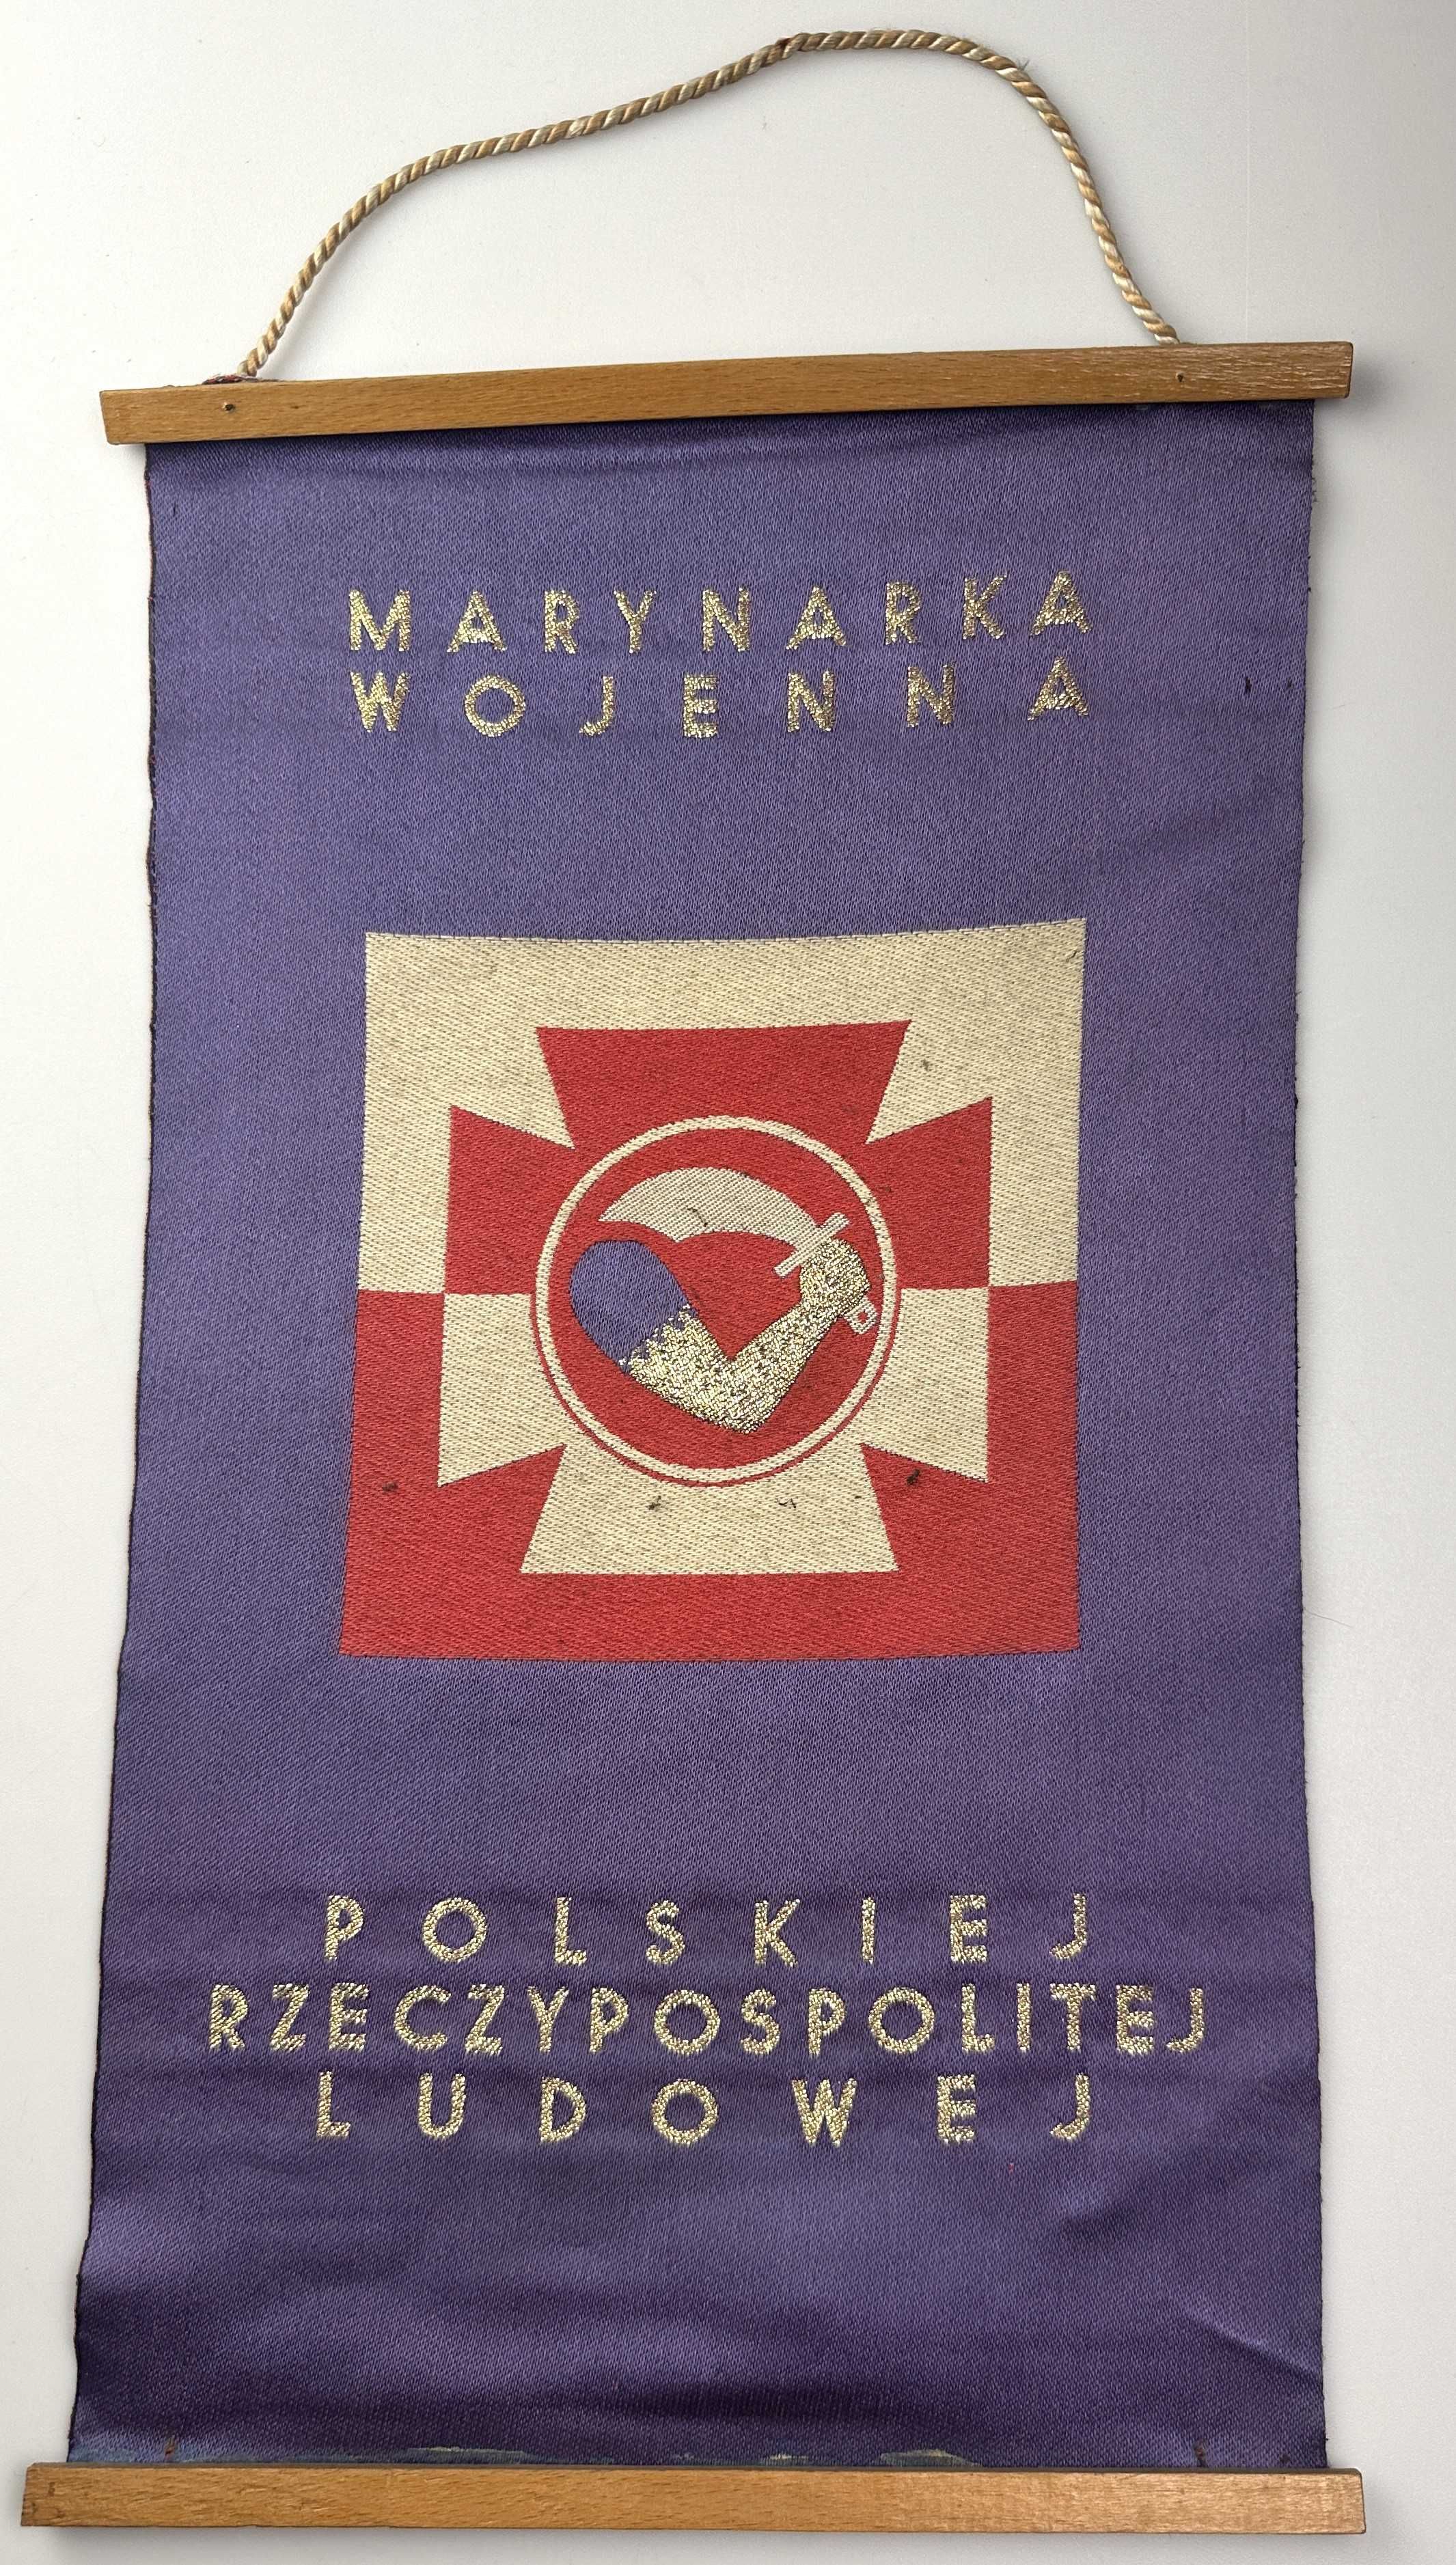 MARYNARKA
WOJENNA
POLSKIEJ
RZECZYPOSPOLITEJ
LUDOWEJ